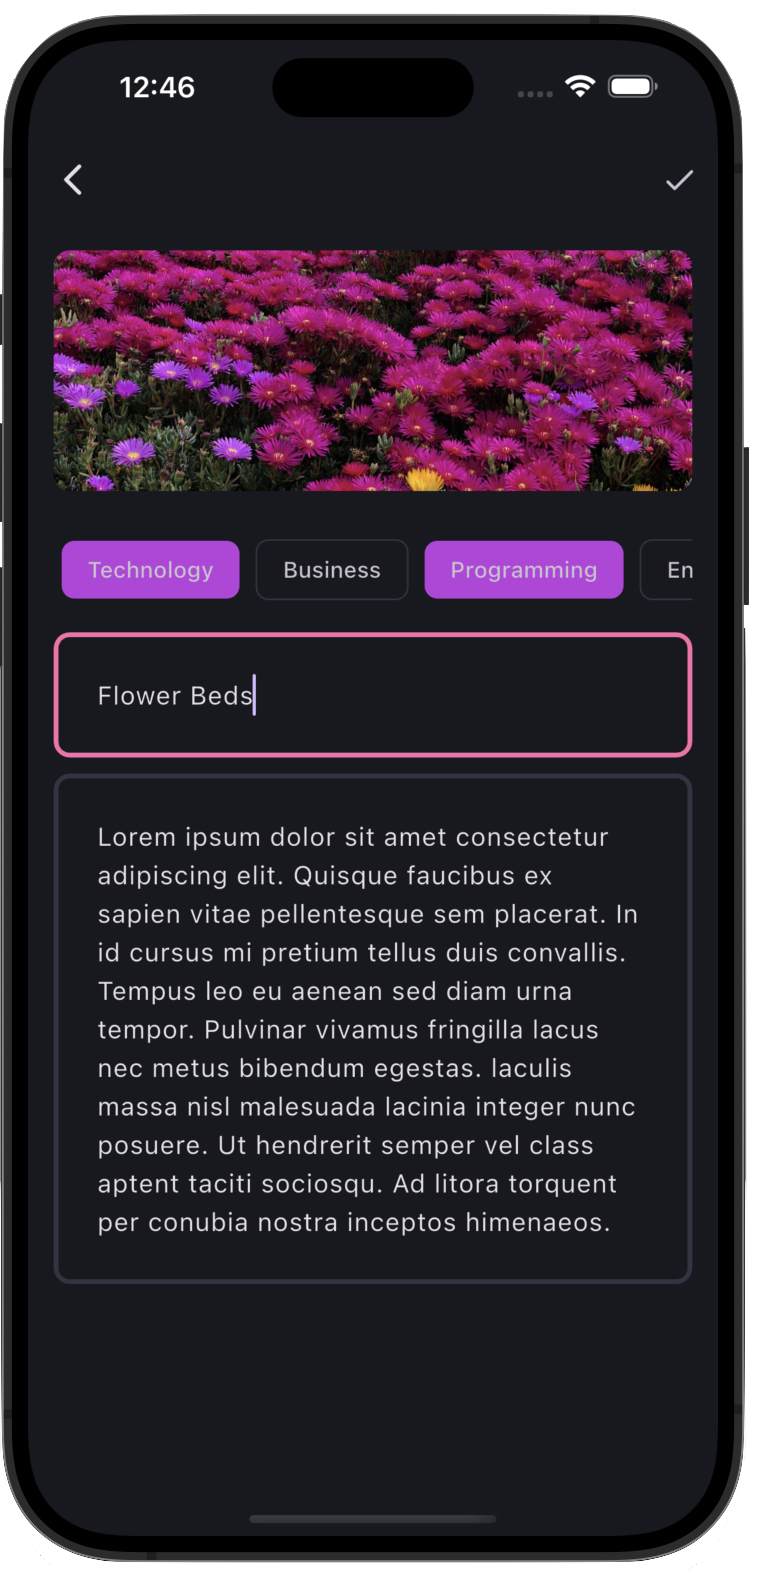 12:46
Technology Business Programming En
Flower Beds
Lorem ipsum dolor sit amet consectetur
adipiscing elit. Quisque faucibus ex
sapien vitae pellentesque sem placerat. In
id cursus mi pretium tellus duis convallis.
Tempus leo eu aenean sed diam urna
tempor. Pulvinar vivamus fringilla lacus
nec metus bibendum egestas. Iaculis
massa nisl malesuada lacinia integer nunc
posuere. Ut hendrerit semper vel class
aptent taciti sociosqu. Ad litora torquent
per conubia nostra inceptos himenaeos.